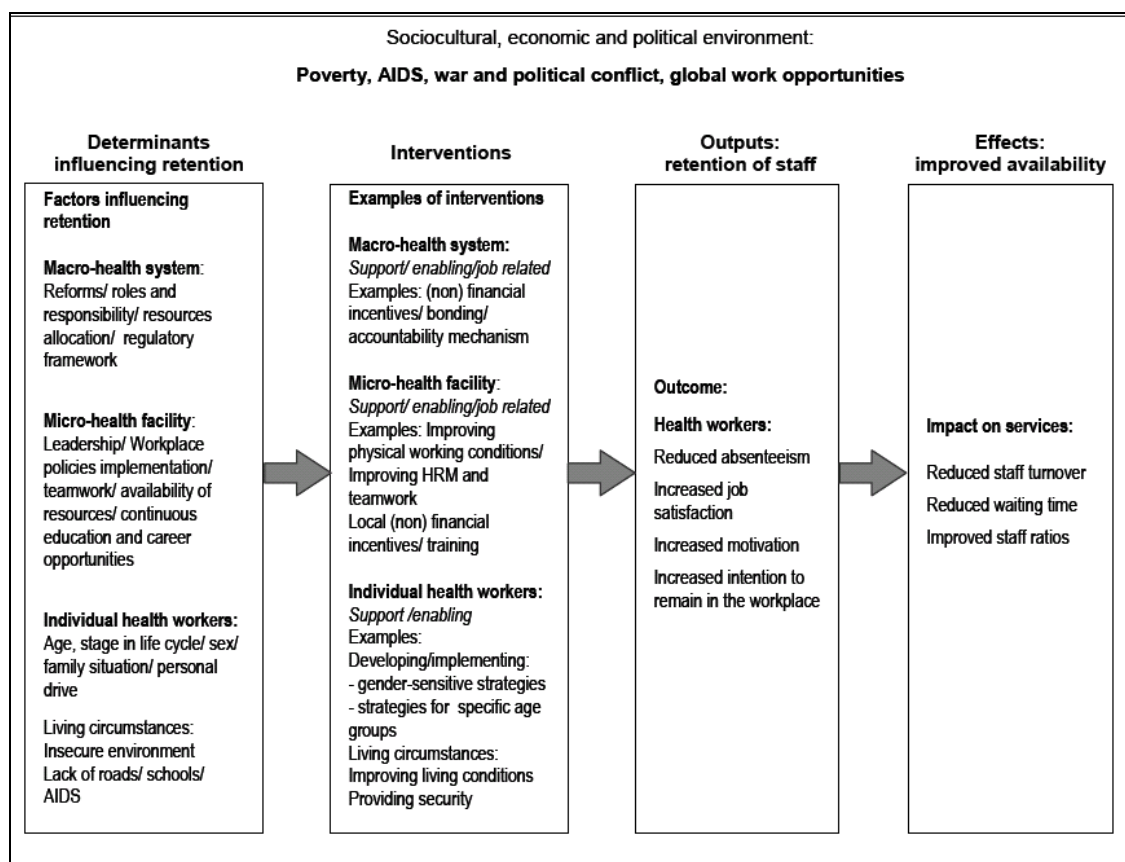 Sociocultural, economic and political environment:
Poverty, AIDS, war and political conflict, global work opportunities
Determinants
influencing retention
Factors influencing
retention
Macro-health system:
Reforms/ roles and
responsibility/ resources
allocation/ regulatory
framework
Micro-health facility:
Leadership/ Workplace
policies implementation/
teamwork/ availability of
resources/ continuous
education and career
opportunities
Individual health workers:
Age, stage in life cycle/ sex/
family situation/ personal
drive
Living circumstances:
Insecure environment
Lack of roads/ schools/
AIDS
Interventions
Examples of interventions
Macro-health system:
Support/ enabling/job related
Examples: (non) financial
incentives/ bonding/
accountability mechanism
Micro-health facility:
Support/ enabling/job related
Examples: Improving
physical working conditions/
Improving HRM and
teamwork
Local (non) financial
incentives/ training
Individual health workers:
Support /enabling
Examples:
Developing/implementing:
- gender-sensitive strategies
- strategies for specific age
groups
Living circumstances:
Improving living conditions
Providing security
Outputs:
retention of staff
Outcome:
Health workers:
Reduced absenteeism
Increased job
satisfaction
Increased motivation
Increased intention to
remain in the workplace
Effects:
improved availability
Impact on services:
Reduced staff turnover
Reduced waiting time
Improved staff ratios